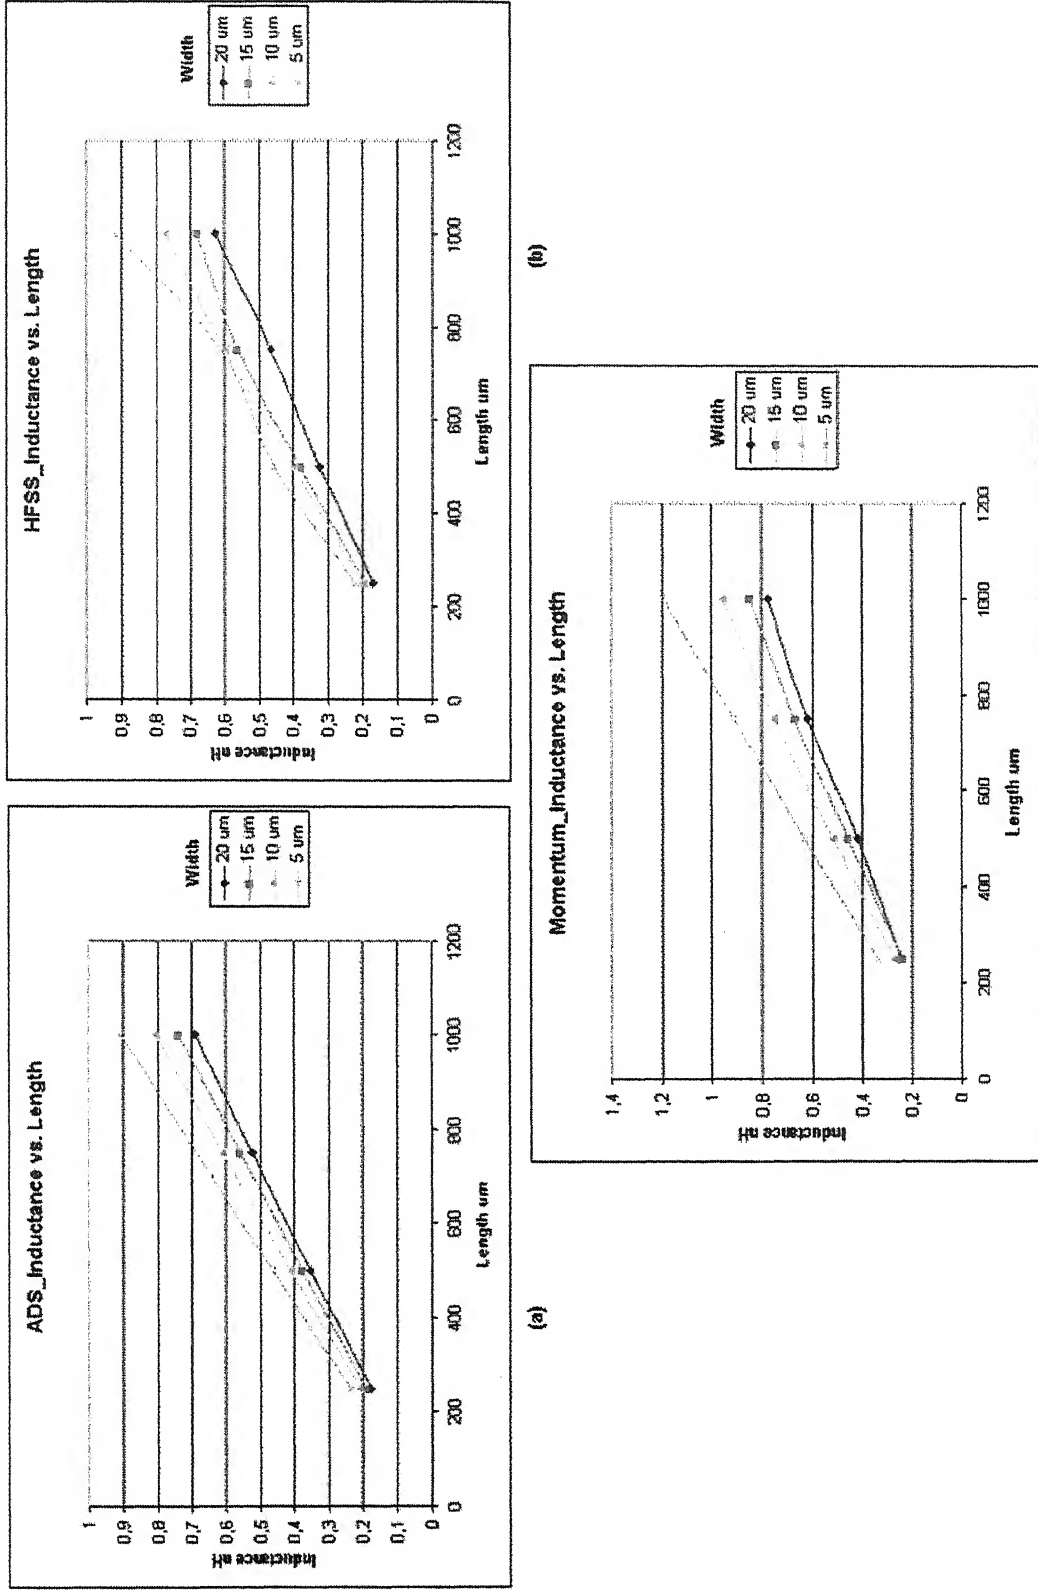 ADS_Inductance vs. Length
Inductance nH
1
0,9
0,8
0,7
0,6
0,5
0,4
0,3
0,2
0,1
0
0 200 400 600 800 1000 1200
Length um
Width
20 um
15 um
10 um
5 um
(a)
HFSS_Inductance vs. Length
Inductance nH
1
0,9
0,8
0,7
0,6
0,5
0,4
0,3
0,2
0,1
0
0 200 400 600 800 1000 1200
Length um
Width
20 um
15 um
10 um
5 um
(b)
Momentum_Inductance vs. Length
Inductance nH
1,4
1,2
1
0,8
0,6
0,4
0,2
0
0 200 400 600 800 1000 1200
Length um
Width
20 um
15 um
10 um
5 um